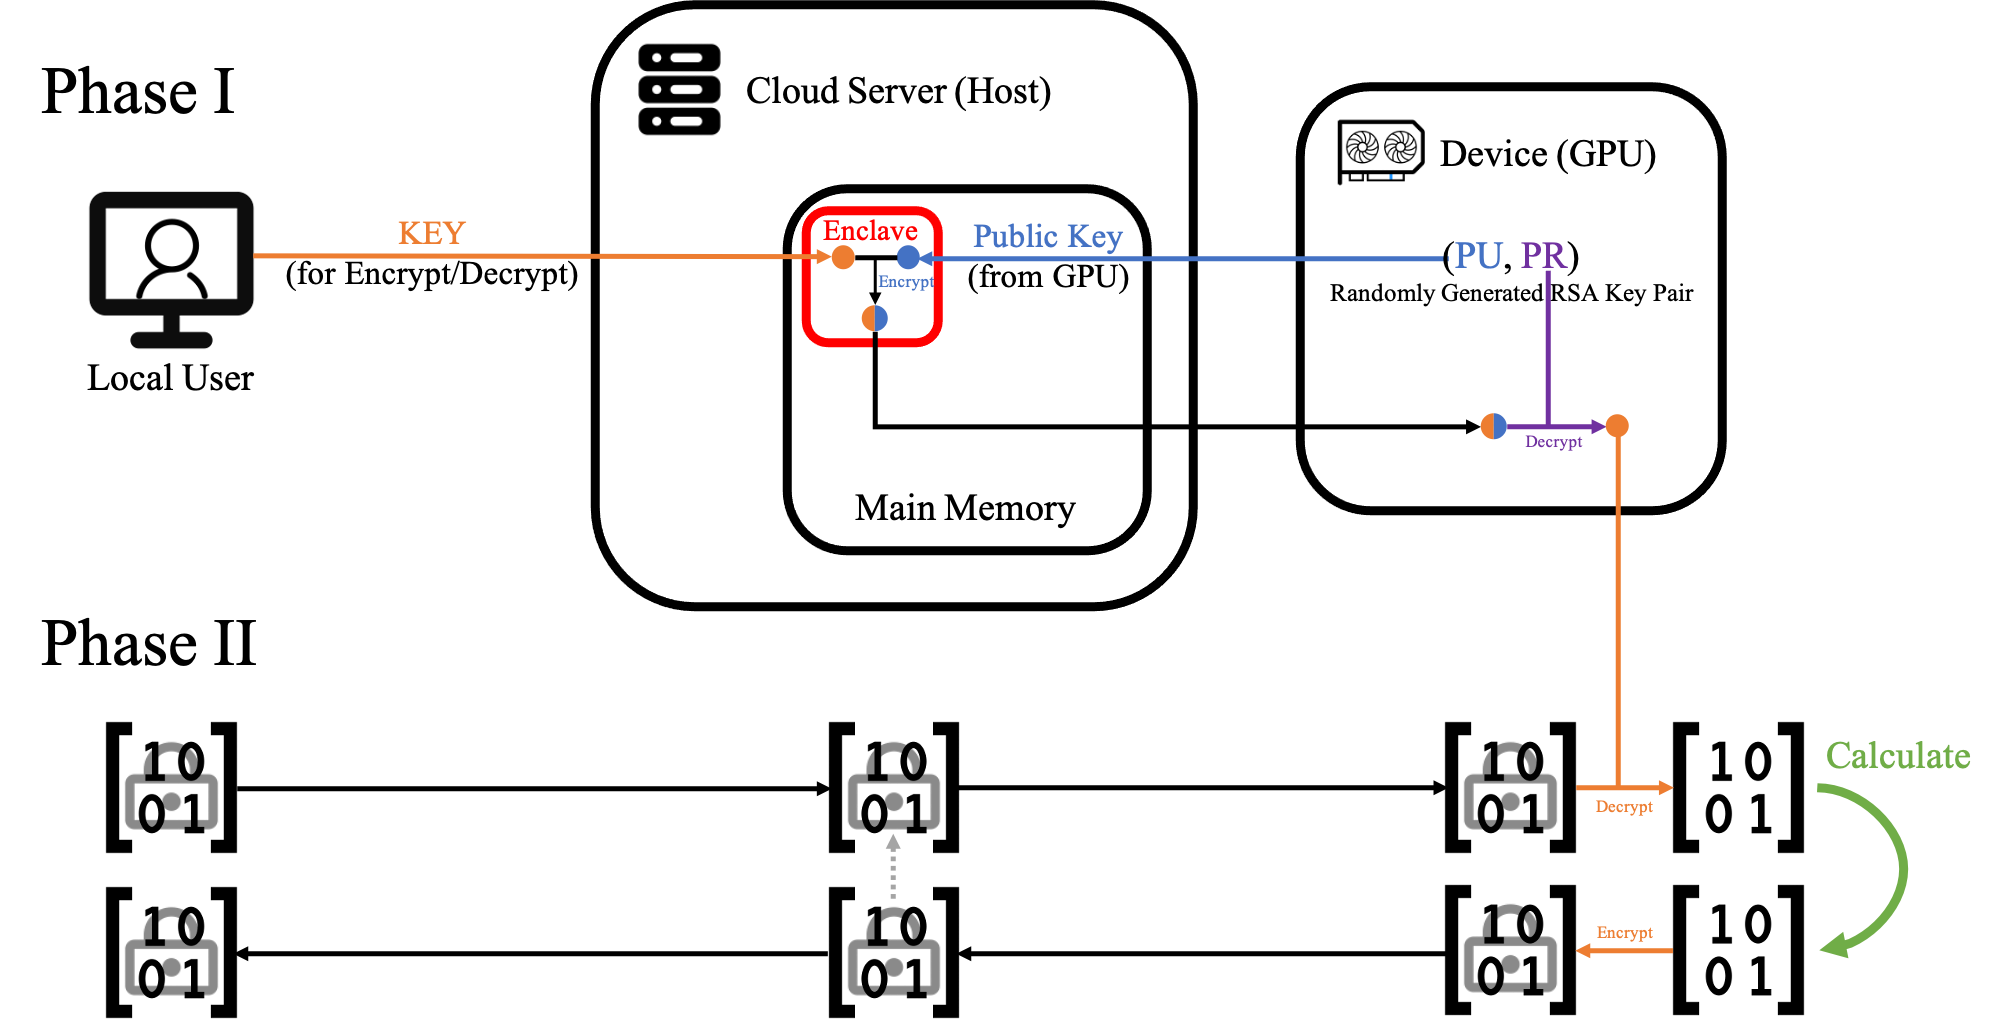 Phase I
Cloud Server (Host)
Device (GPU)
KEY
(for Encrypt/Decrypt)
Enclave
Encrypt
Public Key
(from GPU)
(PU, PR)
Randomly Generated RSA Key Pair
Local User
Decrypt
Main Memory
Phase II
1 0
0 1
1 0
0 1
1 0
0 1
Decrypt
1 0
0 1
Calculate
1 0
0 1
1 0
0 1
1 0
0 1
Encrypt
1 0
0 1